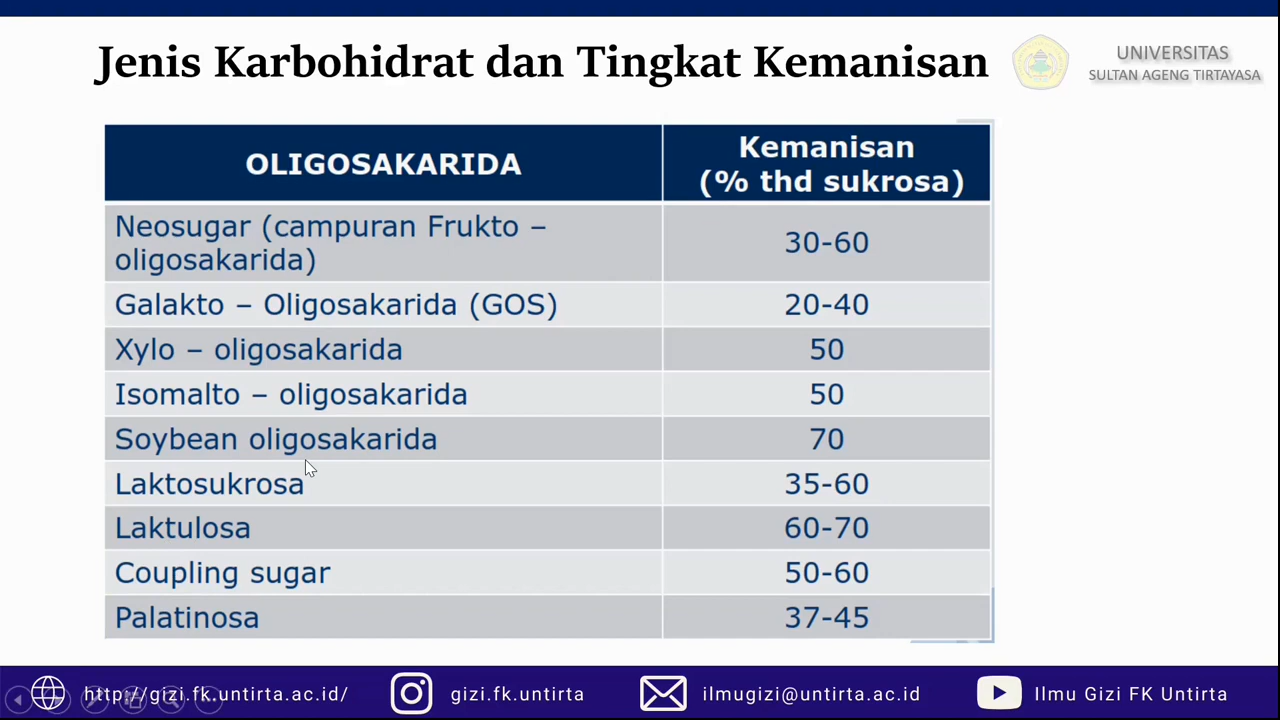 Jenis Karbohidrat dan Tingkat Kemanisan
UNIVERSITAS
SULTAN AGENG TIRTAYASA
OLIGOSAKARIDA
Kemanisan
(% thd sukrosa)
Neosugar (campuran Frukto –
oligosakarida)
30-60
Galakto – Oligosakarida (GOS)
20-40
Xylo – oligosakarida
50
Isomalto – oligosakarida
50
Soybean oligosakarida
70
Laktosukrosa
35-60
Laktulosa
60-70
Coupling sugar
50-60
Palatinosa
37-45
http://gizi.fk.untirta.ac.id/
gizi.fk.untirta
ilmugizi@untirta.ac.id
Ilmu Gizi FK Untirta